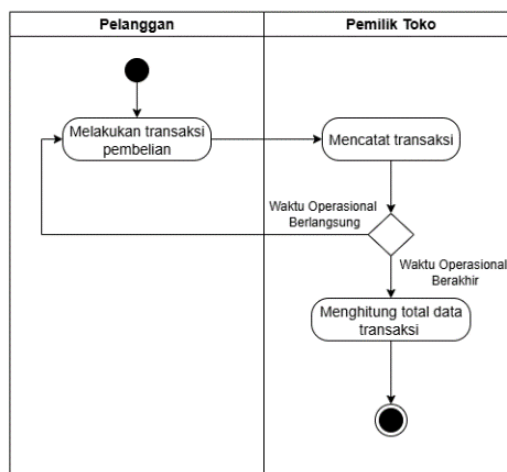 Pelanggan
Pemilik Toko
Melakukan transaksi
pembelian
Mencatat transaksi
Waktu Operasional
Berlangsung
Waktu Operasional
Berakhir
Menghitung total data
transaksi